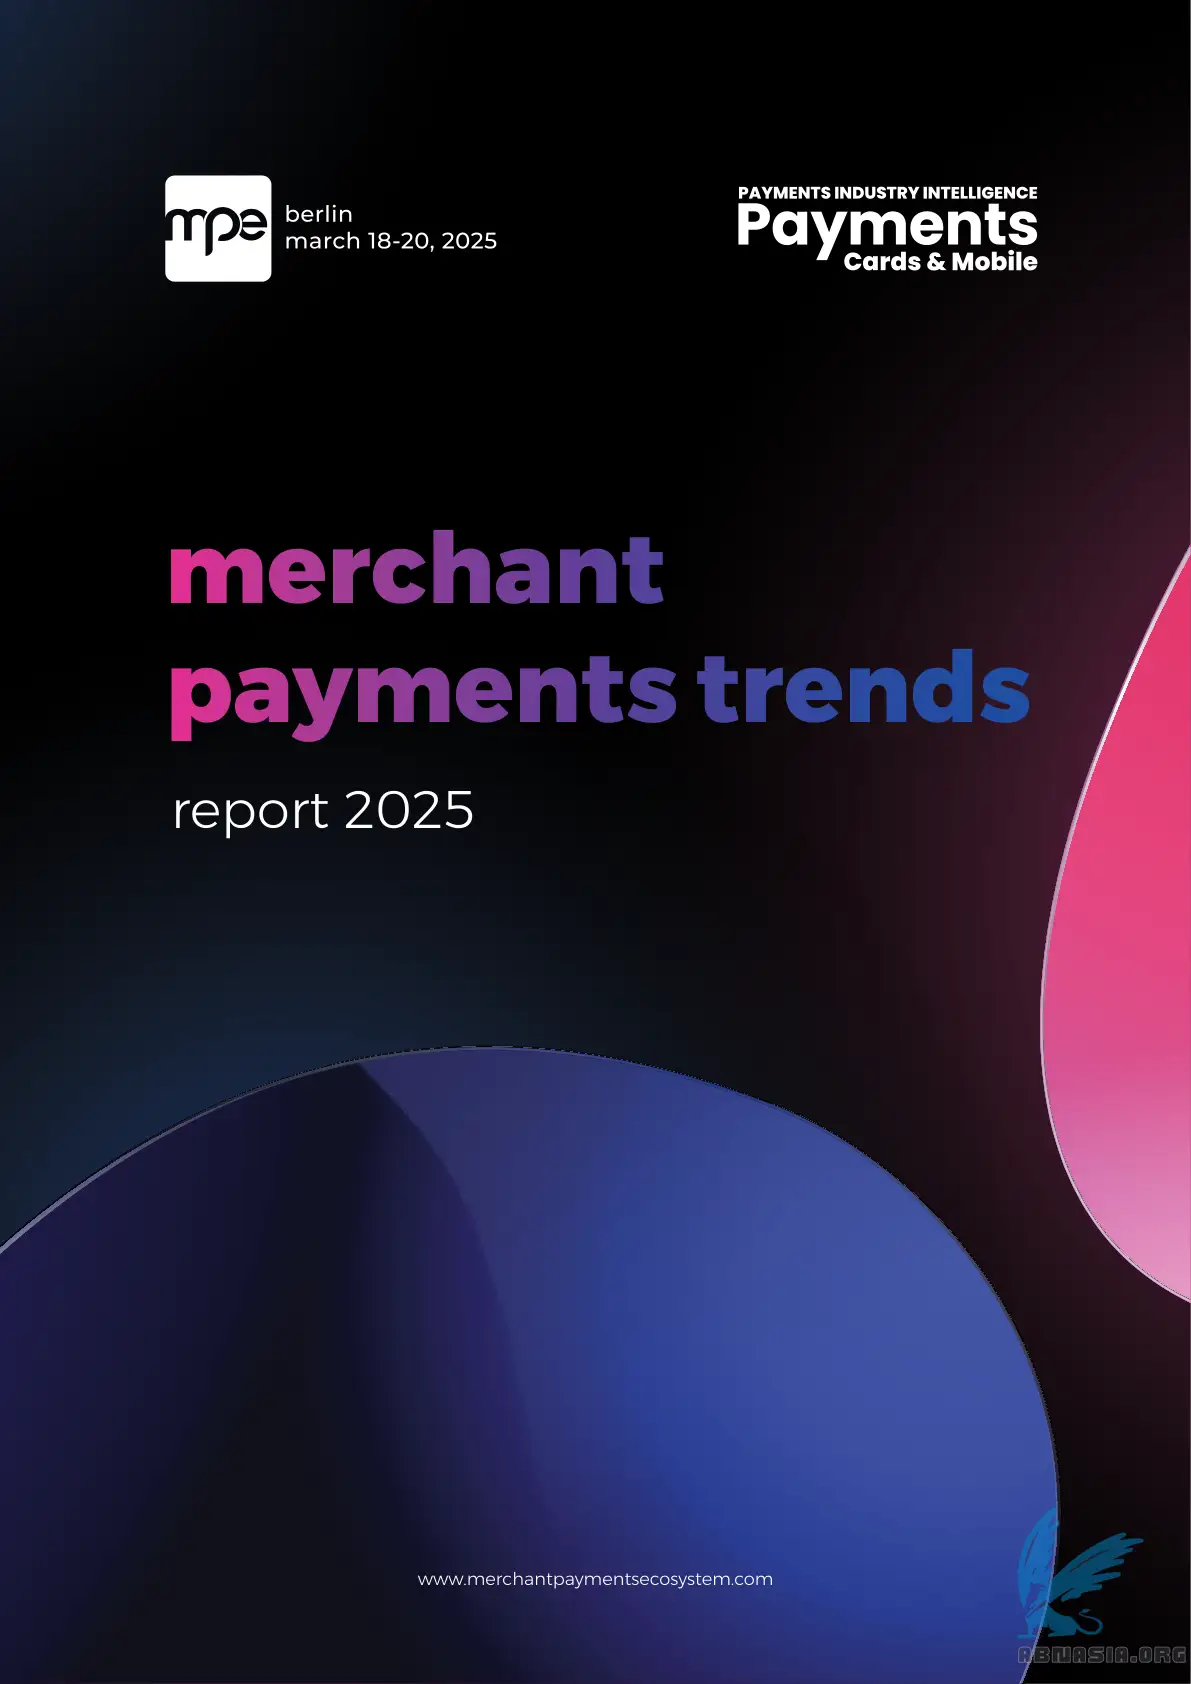 mpe
berlin
march 18-20, 2025
PAYMENTS INDUSTRY INTELLIGENCE
Payments
Cards & Mobile
merchant
payments trends
report 2025
www.merchantpaymentsecosystem.com
ABNASIA.ORG